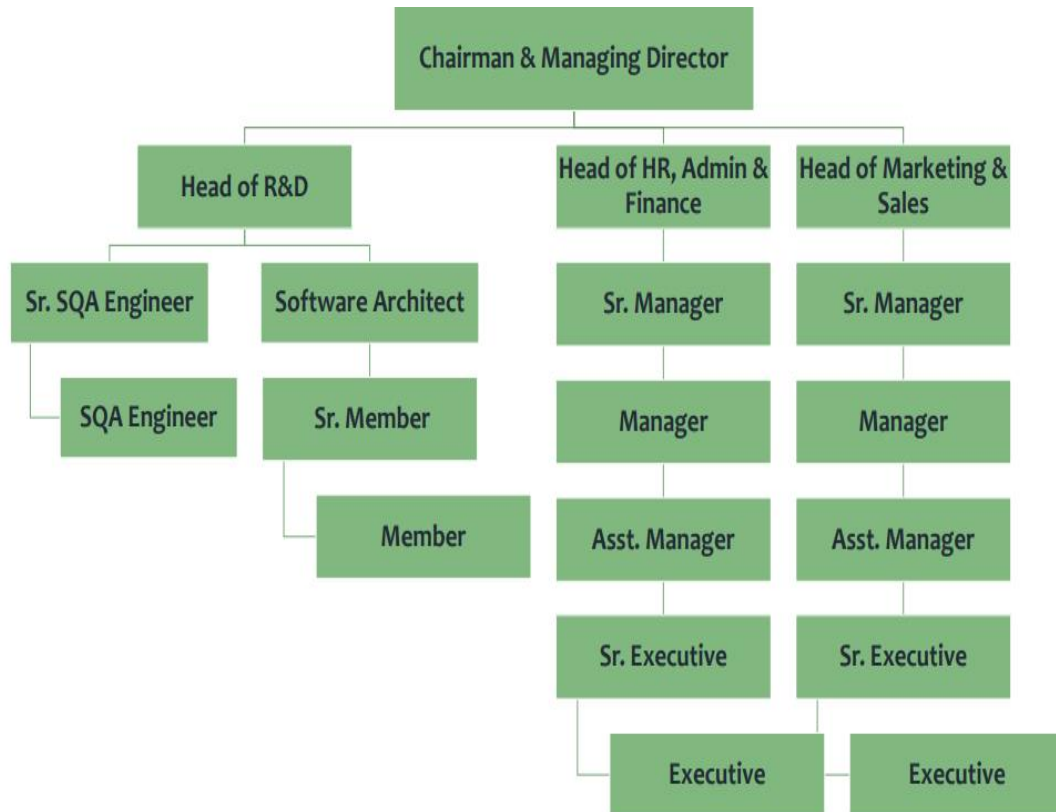 Chairman & Managing Director
Head of R&D
Head of HR, Admin &
Finance
Head of Marketing &
Sales
Sr. SQA Engineer
Software Architect
Sr. Manager
Sr. Manager
SQA Engineer
Sr. Member
Manager
Manager
Member
Asst. Manager
Asst. Manager
Sr. Executive
Sr. Executive
Executive
Executive